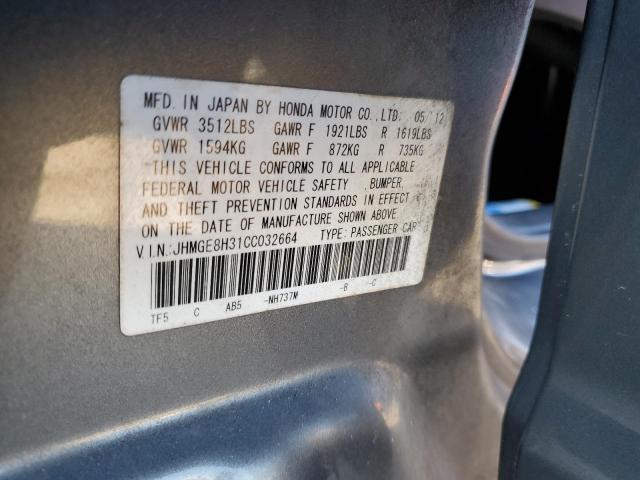 MFD. IN JAPAN BY HONDA MOTOR CO.,LTD. 05 12
GVWR 3512LBS GAWR F 1921LBS R 1619LBS
GVWR 1594KG GAWR F 872KG R 735KG
THIS VEHICLE CONFORMS TO ALL APPLICABLE
FEDERAL MOTOR VEHICLE SAFETY ,BUMPER,
AND THEFT PREVENTION STANDARDS IN EFFECT
ON THE DATE OF MANUFACTURE SHOWN ABOVE
V.I.N.:JHMGE8H31CC032664 TYPE: PASSENGER CAR
TF5 C AB5 -NH737M -B -C